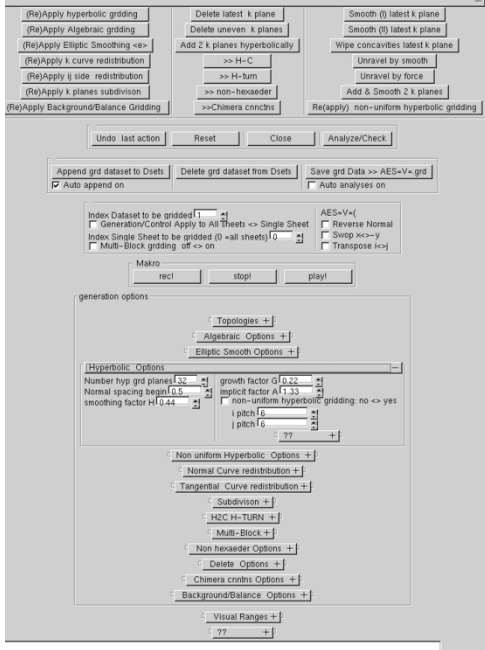 (Re)Apply hyperbolic grdding
Delete latest k plane
Smooth (I) latest k plane
(Re)Apply Algebraic grdding
Delete uneven k planes
Smooth (II) latest k plane
(Re)Apply Elliptic Smoothing <e>
Add 2 k planes hyperbolically
Wipe concavities latest k plane
(Re)Apply k curve redistribution
>> H-C
Unravel by smooth
(Re)Apply ij side redistribution
>> H-turn
Unravel by force
(Re)Apply k planes subdivision
>> non-hexaeder
Add & Smooth 2 k planes
(Re)Apply Background/Balance Gridding
>>Chimera cnnctns
Re(apply) non-uniform hyperbolic gridding
Undo last action
Reset
Close
Analyze/Check
Append grd dataset to Dsets
Delete grd dataset from Dsets
Save grd Data >> AES=V=.grd
Auto append on
Auto analyses on
Index Dataset to be gridded 1
Generation/Control Apply to All Sheets <> Single Sheet
Index Single Sheet to be gridded (0 =all sheets) 0
Multi-Block grdding off <> on
AES=V=(
Reverse Normal
Swop x<>-y
Transpose i<>j
Makro
rec!
stop!
play!
generation options
Topologies +
Algebraic Options +
Elliptic Smooth Options +
Hyperbolic Options —
Number hyp grd planes 32
Normal spacing begin 0.5
smoothing factor H 0.44
growth factor G 0.22
implicit factor A 1.33
non-uniform hyperbolic gridding: no <> yes
i pitch 6
j pitch 6
?? +
Non uniform Hyperbolic Options +
Normal Curve redistribution +
Tangential Curve redistribution +
Subdivison +
H2C H-TURN +
Multi-Block +
Non hexaeder Options +
Delete Options +
Chimera cnntns Options +
Background/Balance Options +
Visual Ranges +
?? +